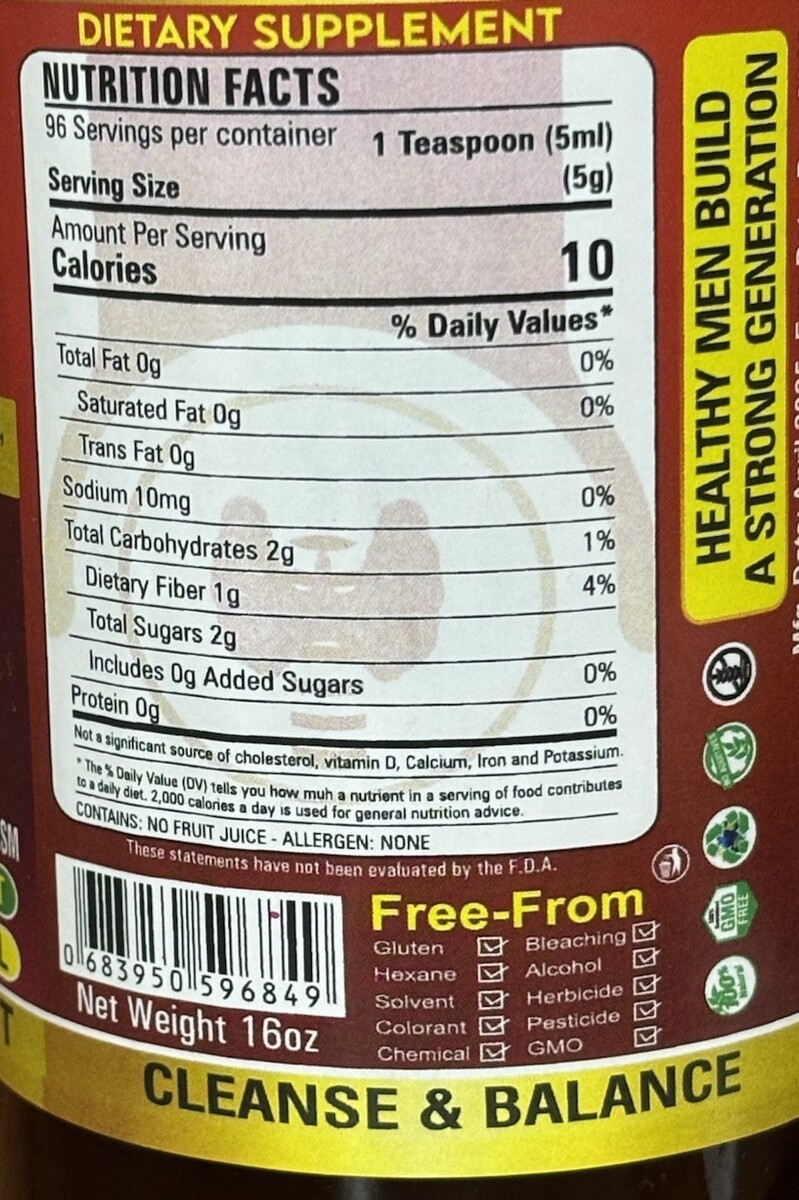 DIETARY SUPPLEMENT
NUTRITION FACTS
96 Servings per container
1 Teaspoon (5ml)
Serving Size
(5g)
Amount Per Serving
Calories 10
% Daily Values*
Total Fat 0g 0%
Saturated Fat 0g 0%
Trans Fat 0g
Sodium 10mg 0%
Total Carbohydrates 2g 1%
Dietary Fiber 1g 4%
Total Sugars 2g
Includes 0g Added Sugars 0%
Protein 0g 0%
Not a significant source of cholesterol, vitamin D, Calcium, Iron and Potassium.
* The % Daily Value (DV) tells you how muh a nutrient in a serving of food contributes
to a daily diet. 2,000 calories a day is used for general nutrition advice.
CONTAINS: NO FRUIT JUICE - ALLERGEN: NONE
These statements have not been evaluated by the F.D.A.
0 683950 596849
Net Weight 16oz
Free-From
Gluten Bleaching
Hexane Alcohol
Solvent Herbicide
Colorant Pesticide
Chemical GMO
CLEANSE & BALANCE
HEALTHY MEN BUILD
A STRONG GENERATION
GMO
FREE
100%